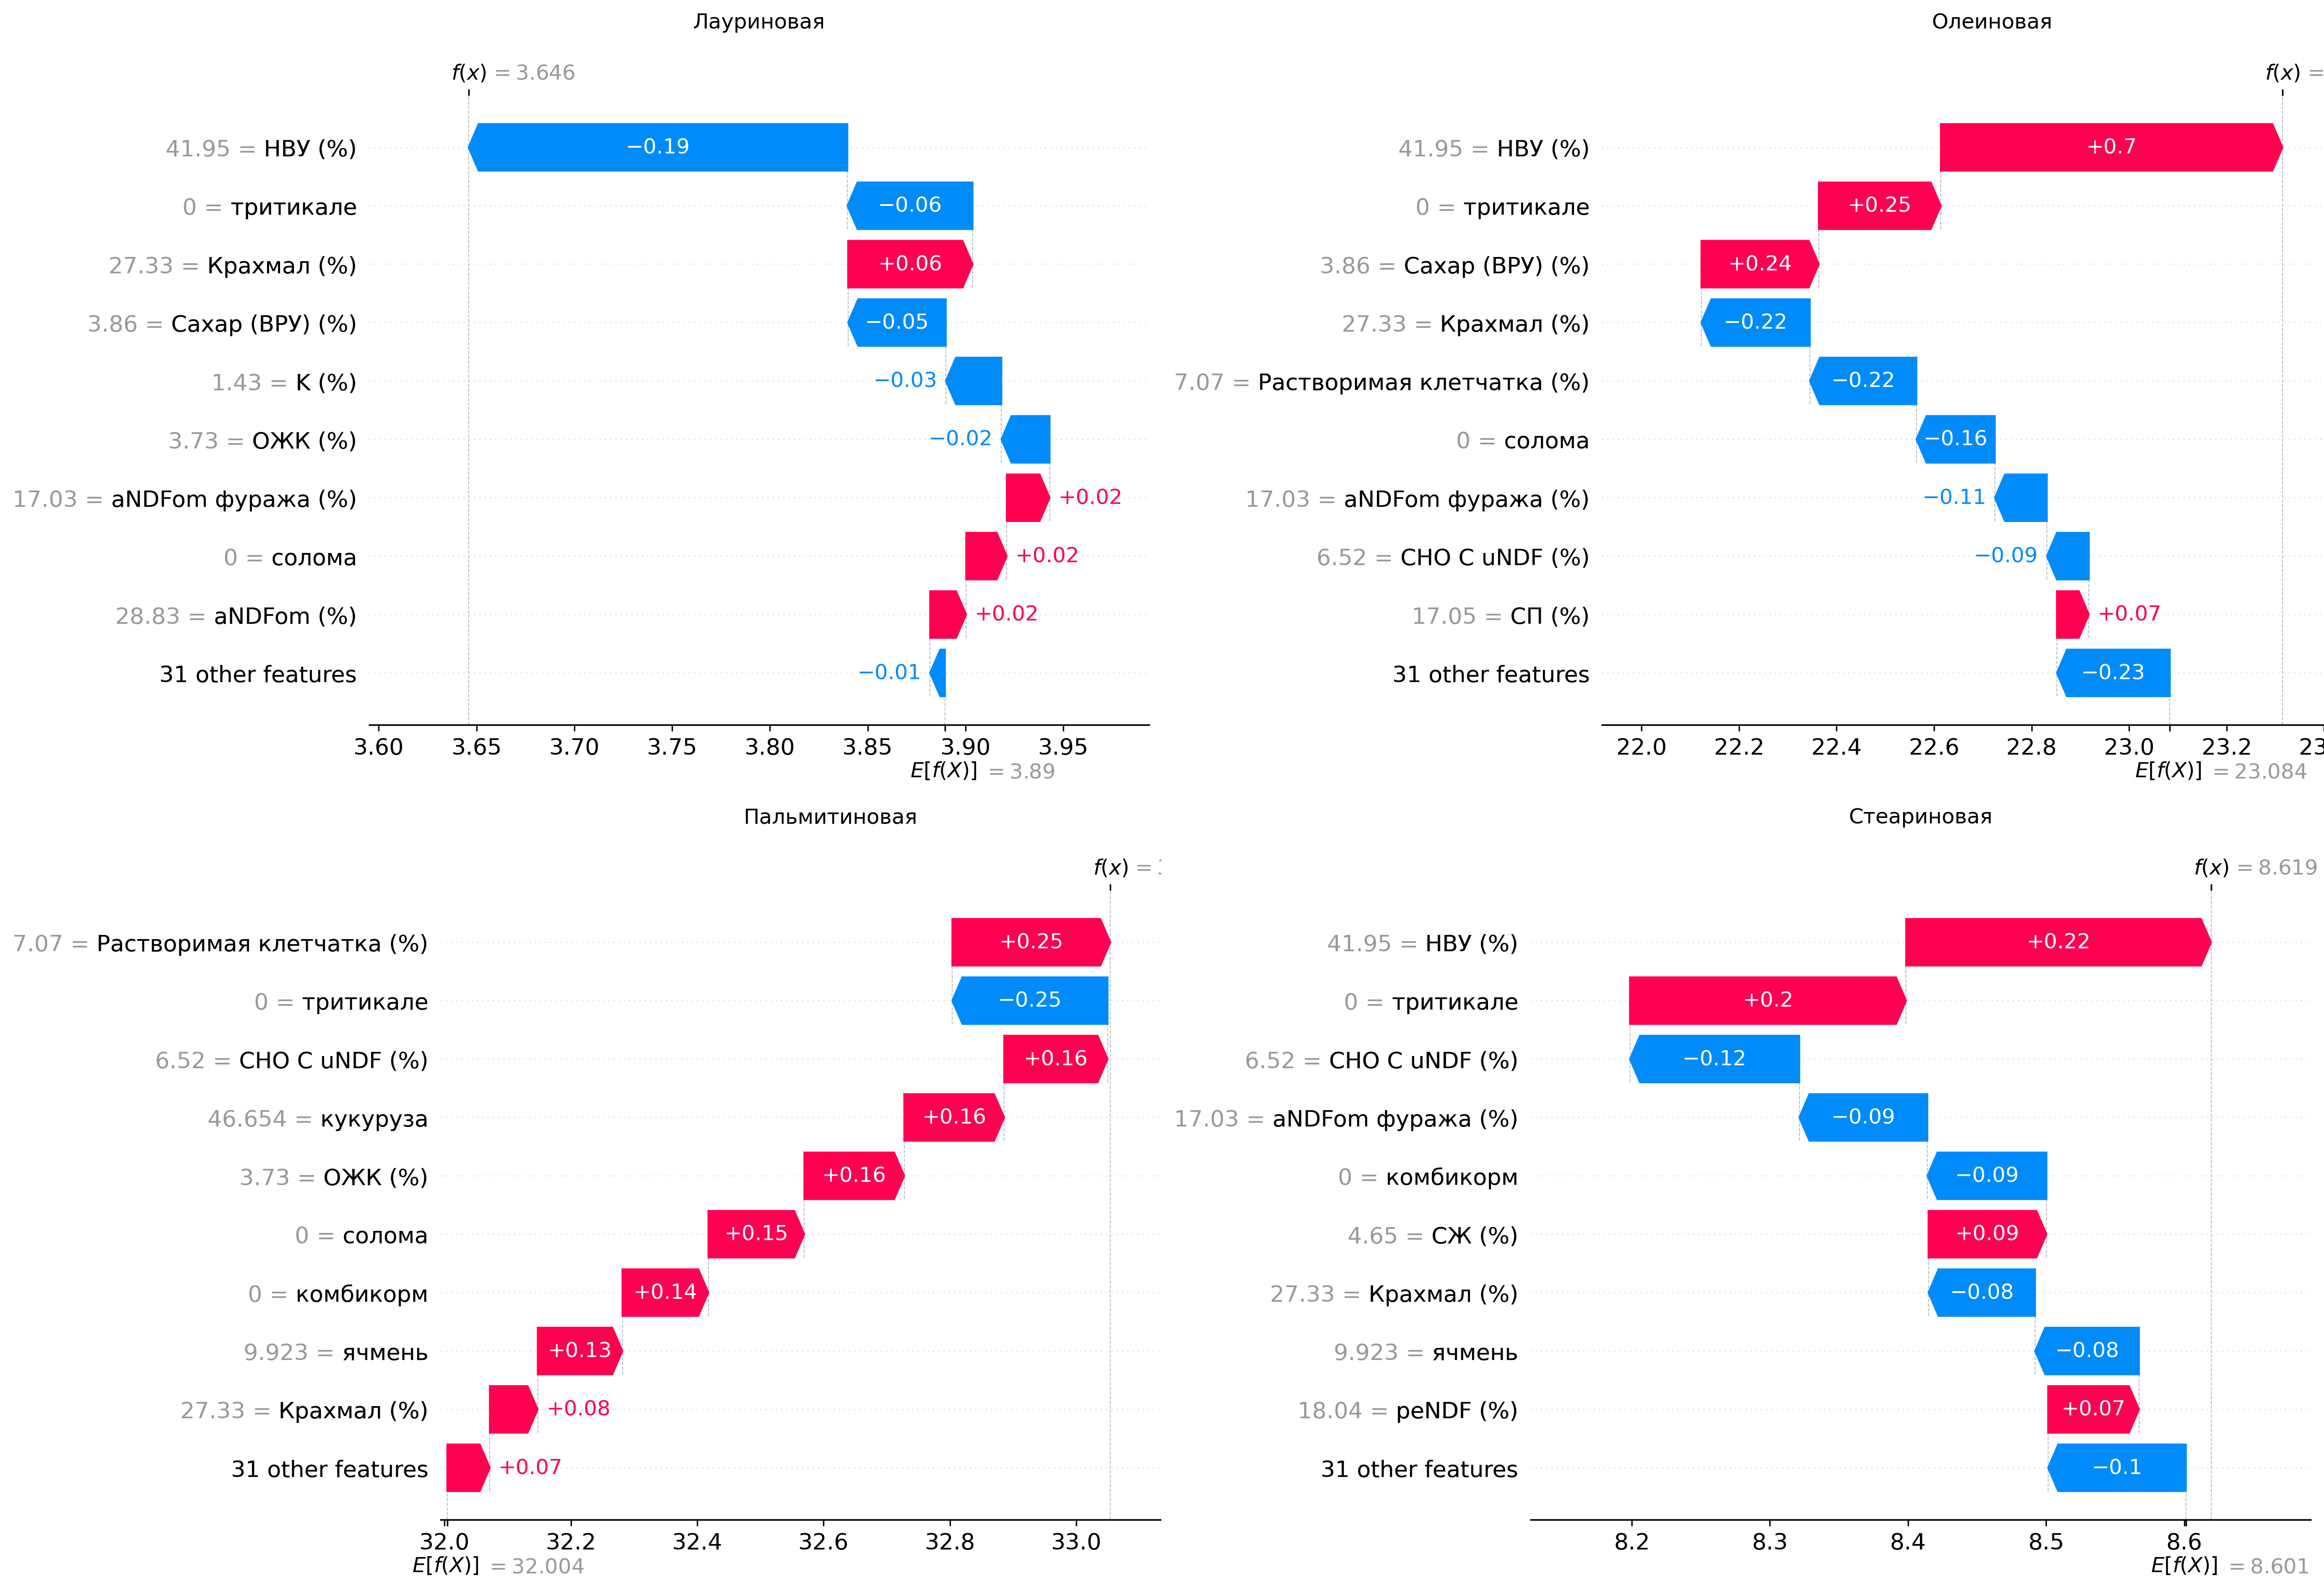 Лауриновая
f(x) = 3.646
41.95 = НВУ (%)
−0.19
0 = тритикале
−0.06
27.33 = Крахмал (%)
+0.06
3.86 = Сахар (ВРУ) (%)
−0.05
1.43 = K (%)
−0.03
3.73 = ОЖК (%)
−0.02
17.03 = aNDFom фуража (%)
+0.02
0 = солома
+0.02
28.83 = aNDFom (%)
+0.02
31 other features
−0.01
3.60 3.65 3.70 3.75 3.80 3.85 3.90 3.95
E[f(X)] = 3.89
Олеиновая
f(x) =
41.95 = НВУ (%)
+0.7
0 = тритикале
+0.25
3.86 = Сахар (ВРУ) (%)
+0.24
27.33 = Крахмал (%)
−0.22
7.07 = Растворимая клетчатка (%)
−0.22
0 = солома
−0.16
17.03 = aNDFom фуража (%)
−0.11
6.52 = CHO C uNDF (%)
−0.09
17.05 = СП (%)
+0.07
31 other features
−0.23
22.0 22.2 22.4 22.6 22.8 23.0 23.2
E[f(X)] = 23.084
Пальмитиновая
f(x) =
7.07 = Растворимая клетчатка (%)
+0.25
0 = тритикале
−0.25
6.52 = CHO C uNDF (%)
+0.16
46.654 = кукуруза
+0.16
3.73 = ОЖК (%)
+0.16
0 = солома
+0.15
0 = комбикорм
+0.14
9.923 = ячмень
+0.13
27.33 = Крахмал (%)
+0.08
31 other features
+0.07
32.0 32.2 32.4 32.6 32.8 33.0
E[f(X)] = 32.004
Стеариновая
f(x) = 8.619
41.95 = НВУ (%)
+0.22
0 = тритикале
+0.2
6.52 = CHO C uNDF (%)
−0.12
17.03 = aNDFom фуража (%)
−0.09
0 = комбикорм
−0.09
4.65 = СЖ (%)
+0.09
27.33 = Крахмал (%)
−0.08
9.923 = ячмень
−0.08
18.04 = peNDF (%)
+0.07
31 other features
−0.1
8.2 8.3 8.4 8.5 8.6
E[f(X)] = 8.601